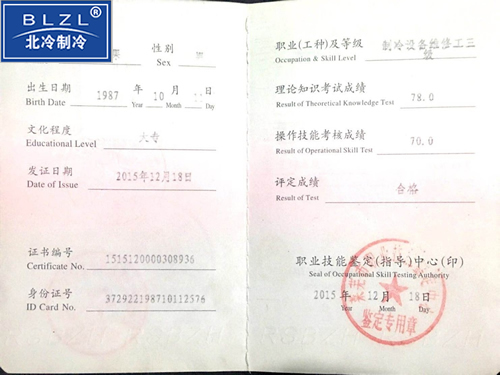 BLZL®
北冷制冷
性别
Sex
出生日期 1987 年 10 月 日
Birth Date Year Month Day
文化程度 大专
Educational Level
发证日期 2015年12月18日
Date of Issue
证书编号 1515120000308936
Certificate No.
身份证号 372922198710112576
ID Card No.
职业(工种)及等级 制冷设备维修工三级
Occupation & Skill Level
理论知识考试成绩 78.0
Result of Theoretical Knowledge Test
操作技能考核成绩 70.0
Result of Operational Skill Test
评定成绩 合格
Result of Test
职业技能鉴定(指导)中心(印)
Seal of Occupational Skill Testing Authority
2015 年 12 月 18 日
Year Month Day
鉴定专用章